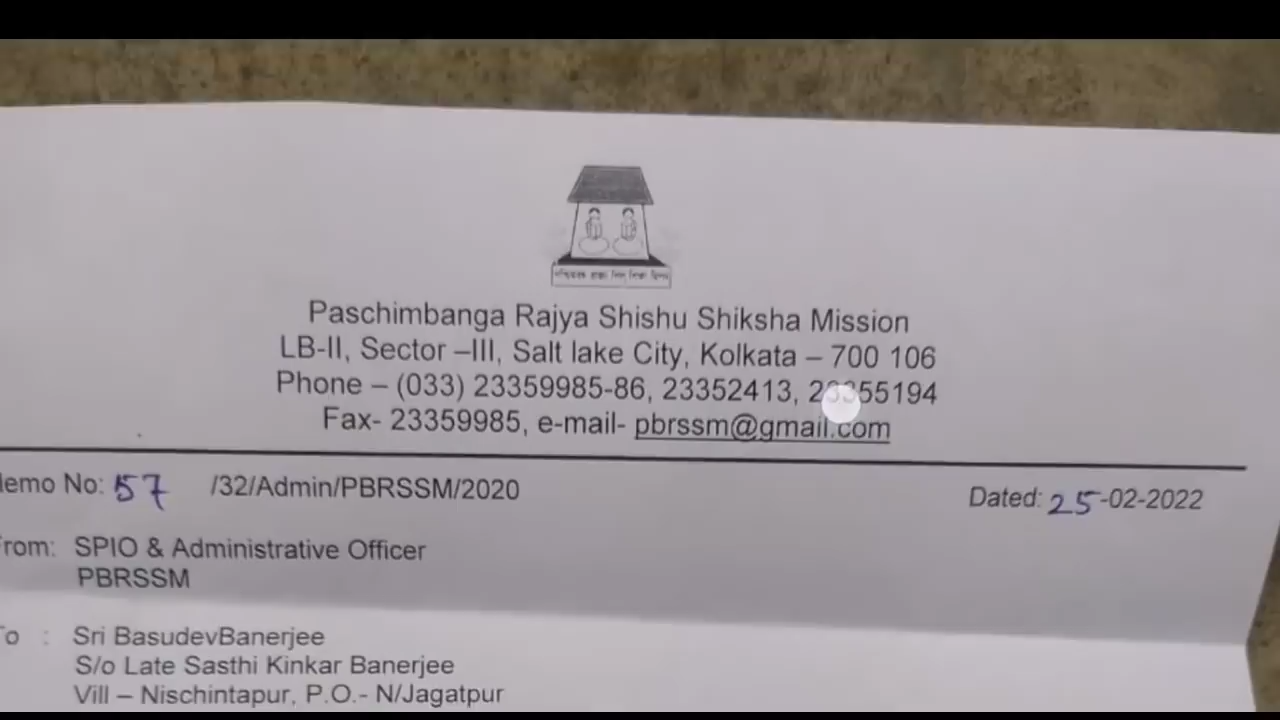 Paschimbanga Rajya Shishu Shiksha Mission
LB-II, Sector –III, Salt lake City, Kolkata – 700 106
Phone – (033) 23359985-86, 23352413, 23355194
Fax- 23359985, e-mail- pbrssm@gmail.com
emo No: 57 /32/Admin/PBRSSM/2020 Dated: 25-02-2022
rom: SPIO & Administrative Officer
PBRSSM
o : Sri BasudevBanerjee
S/o Late Sasthi Kinkar Banerjee
Vill – Nischintapur, P.O.- N/Jagatpur